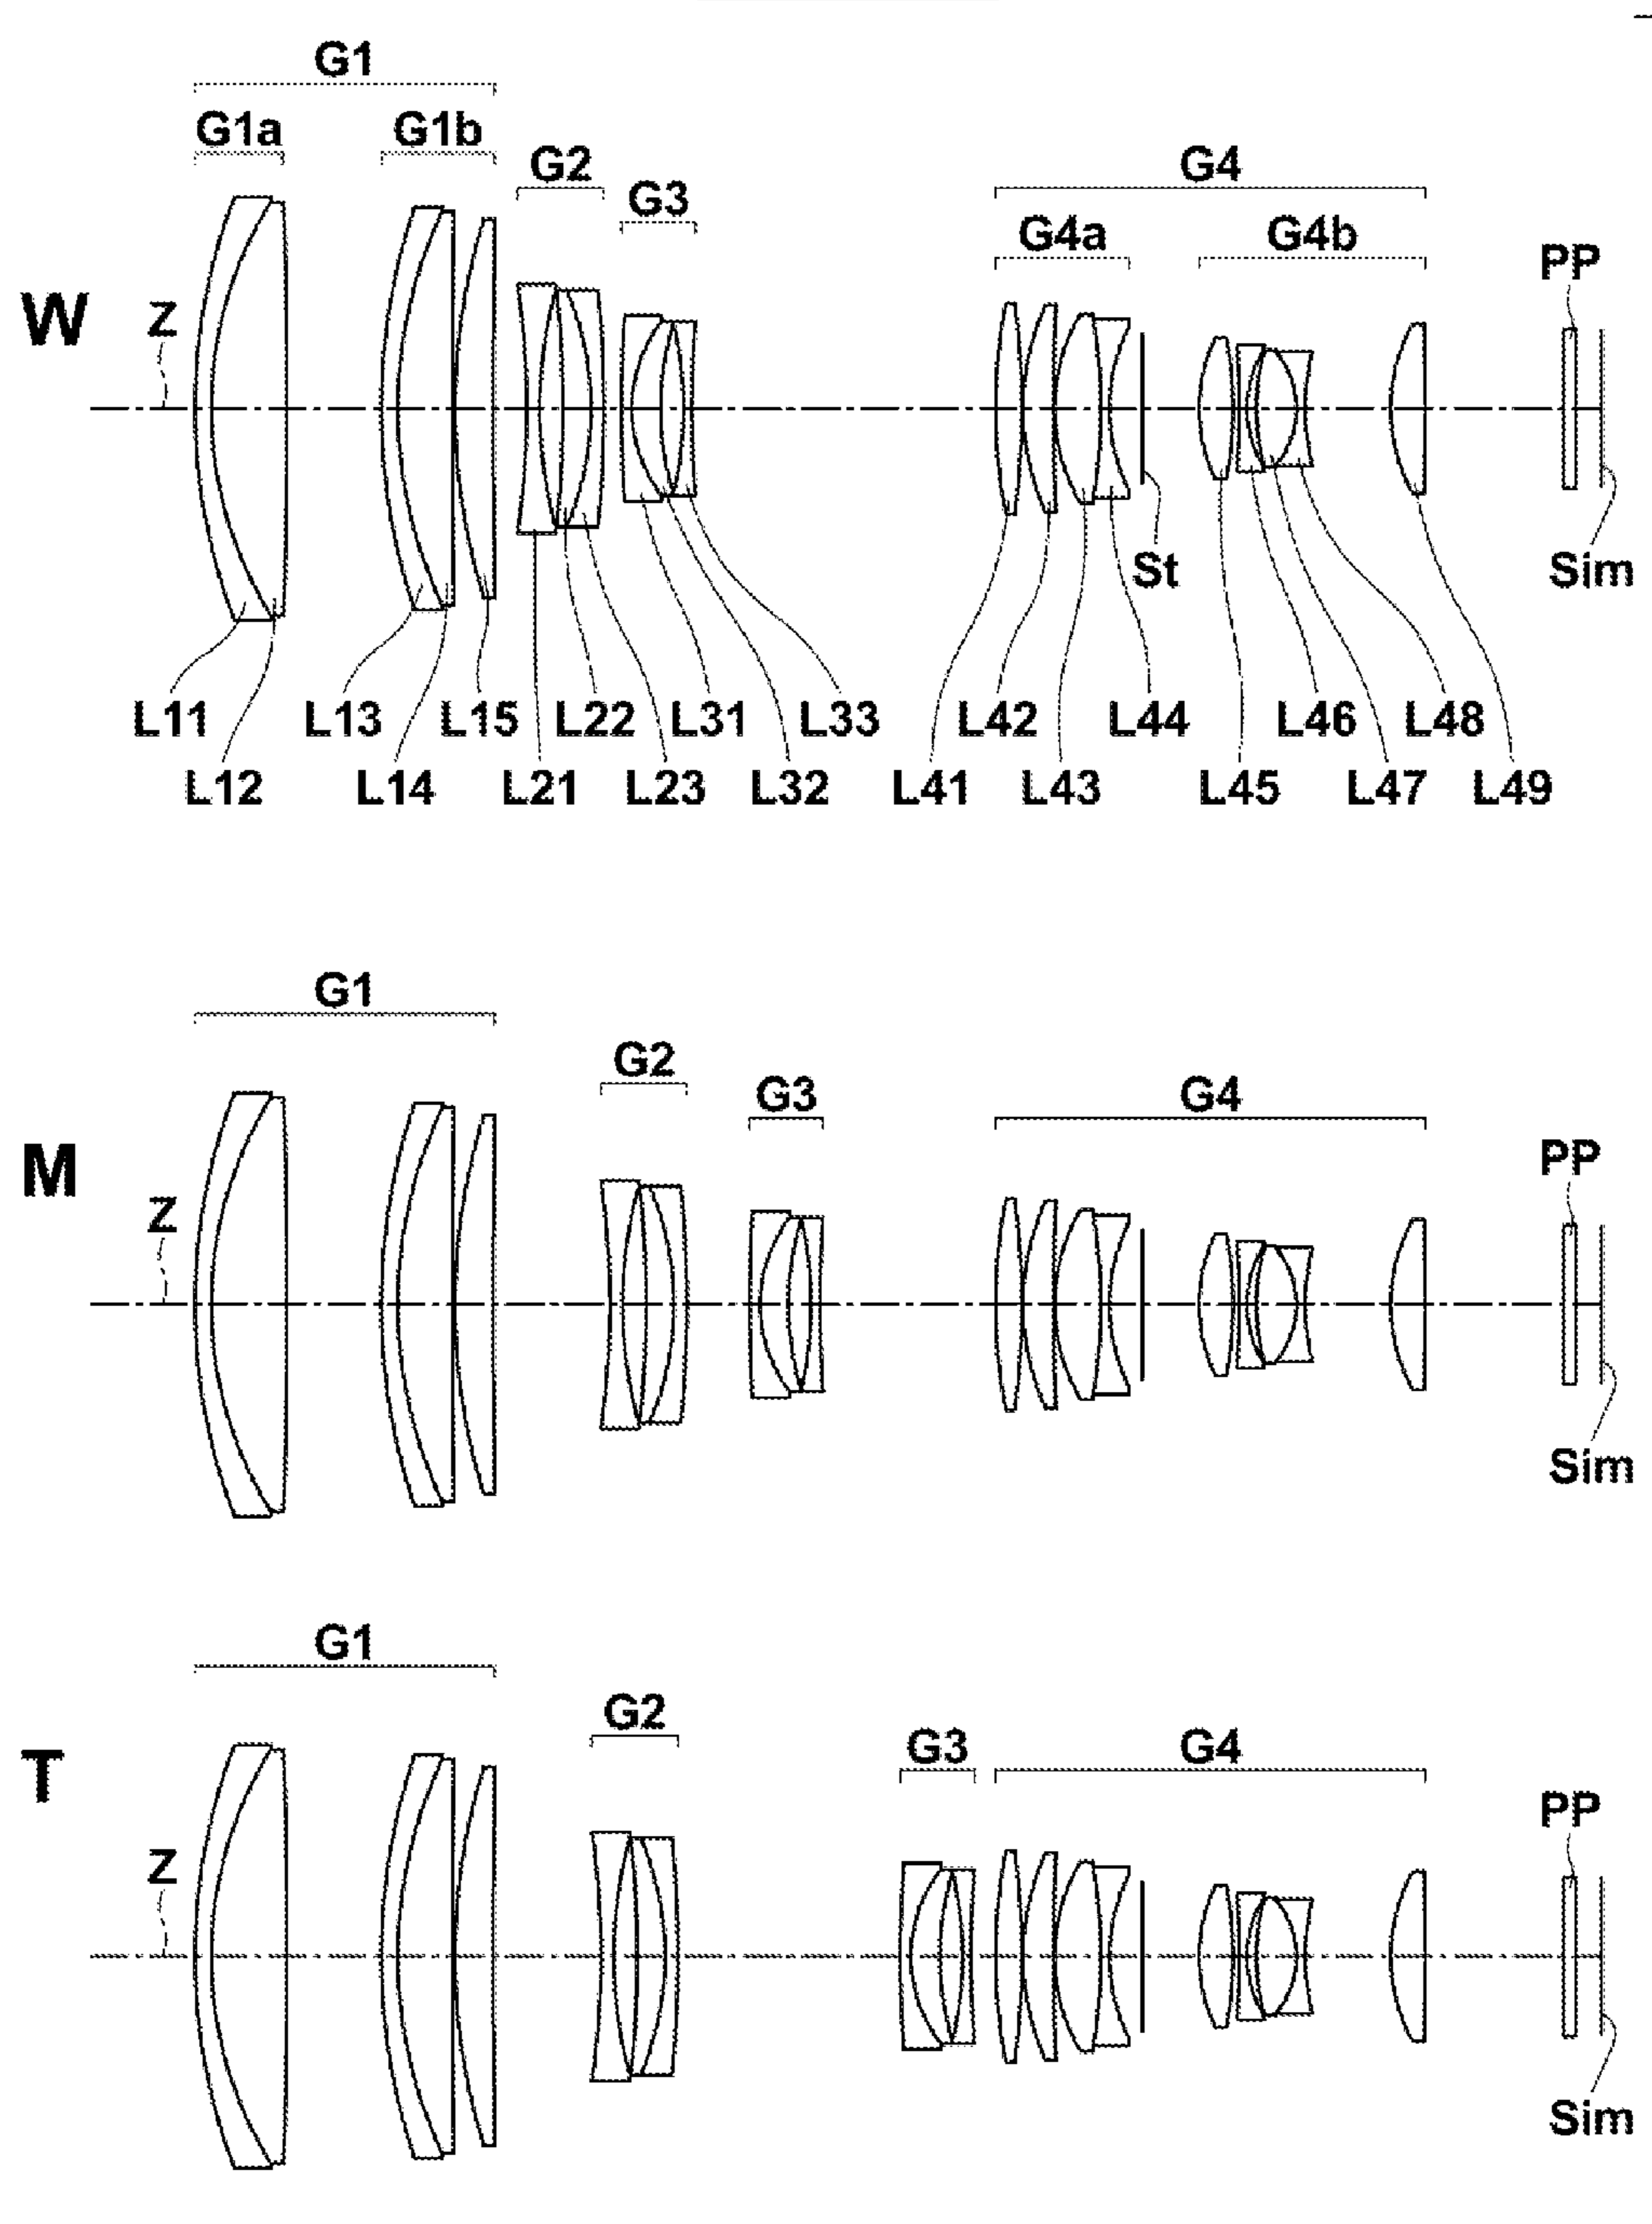 G1
G1a G1b G2 G3 G4
G4a G4b
W Z PP
St Sim
L11 L13 L15 L22 L31 L33 L42 L44 L46 L48
L12 L14 L21 L23 L32 L41 L43 L45 L47 L49
G1
G2
G3 G4
M Z PP
Sim
G1
G2
G3 G4
T Z PP
Sim